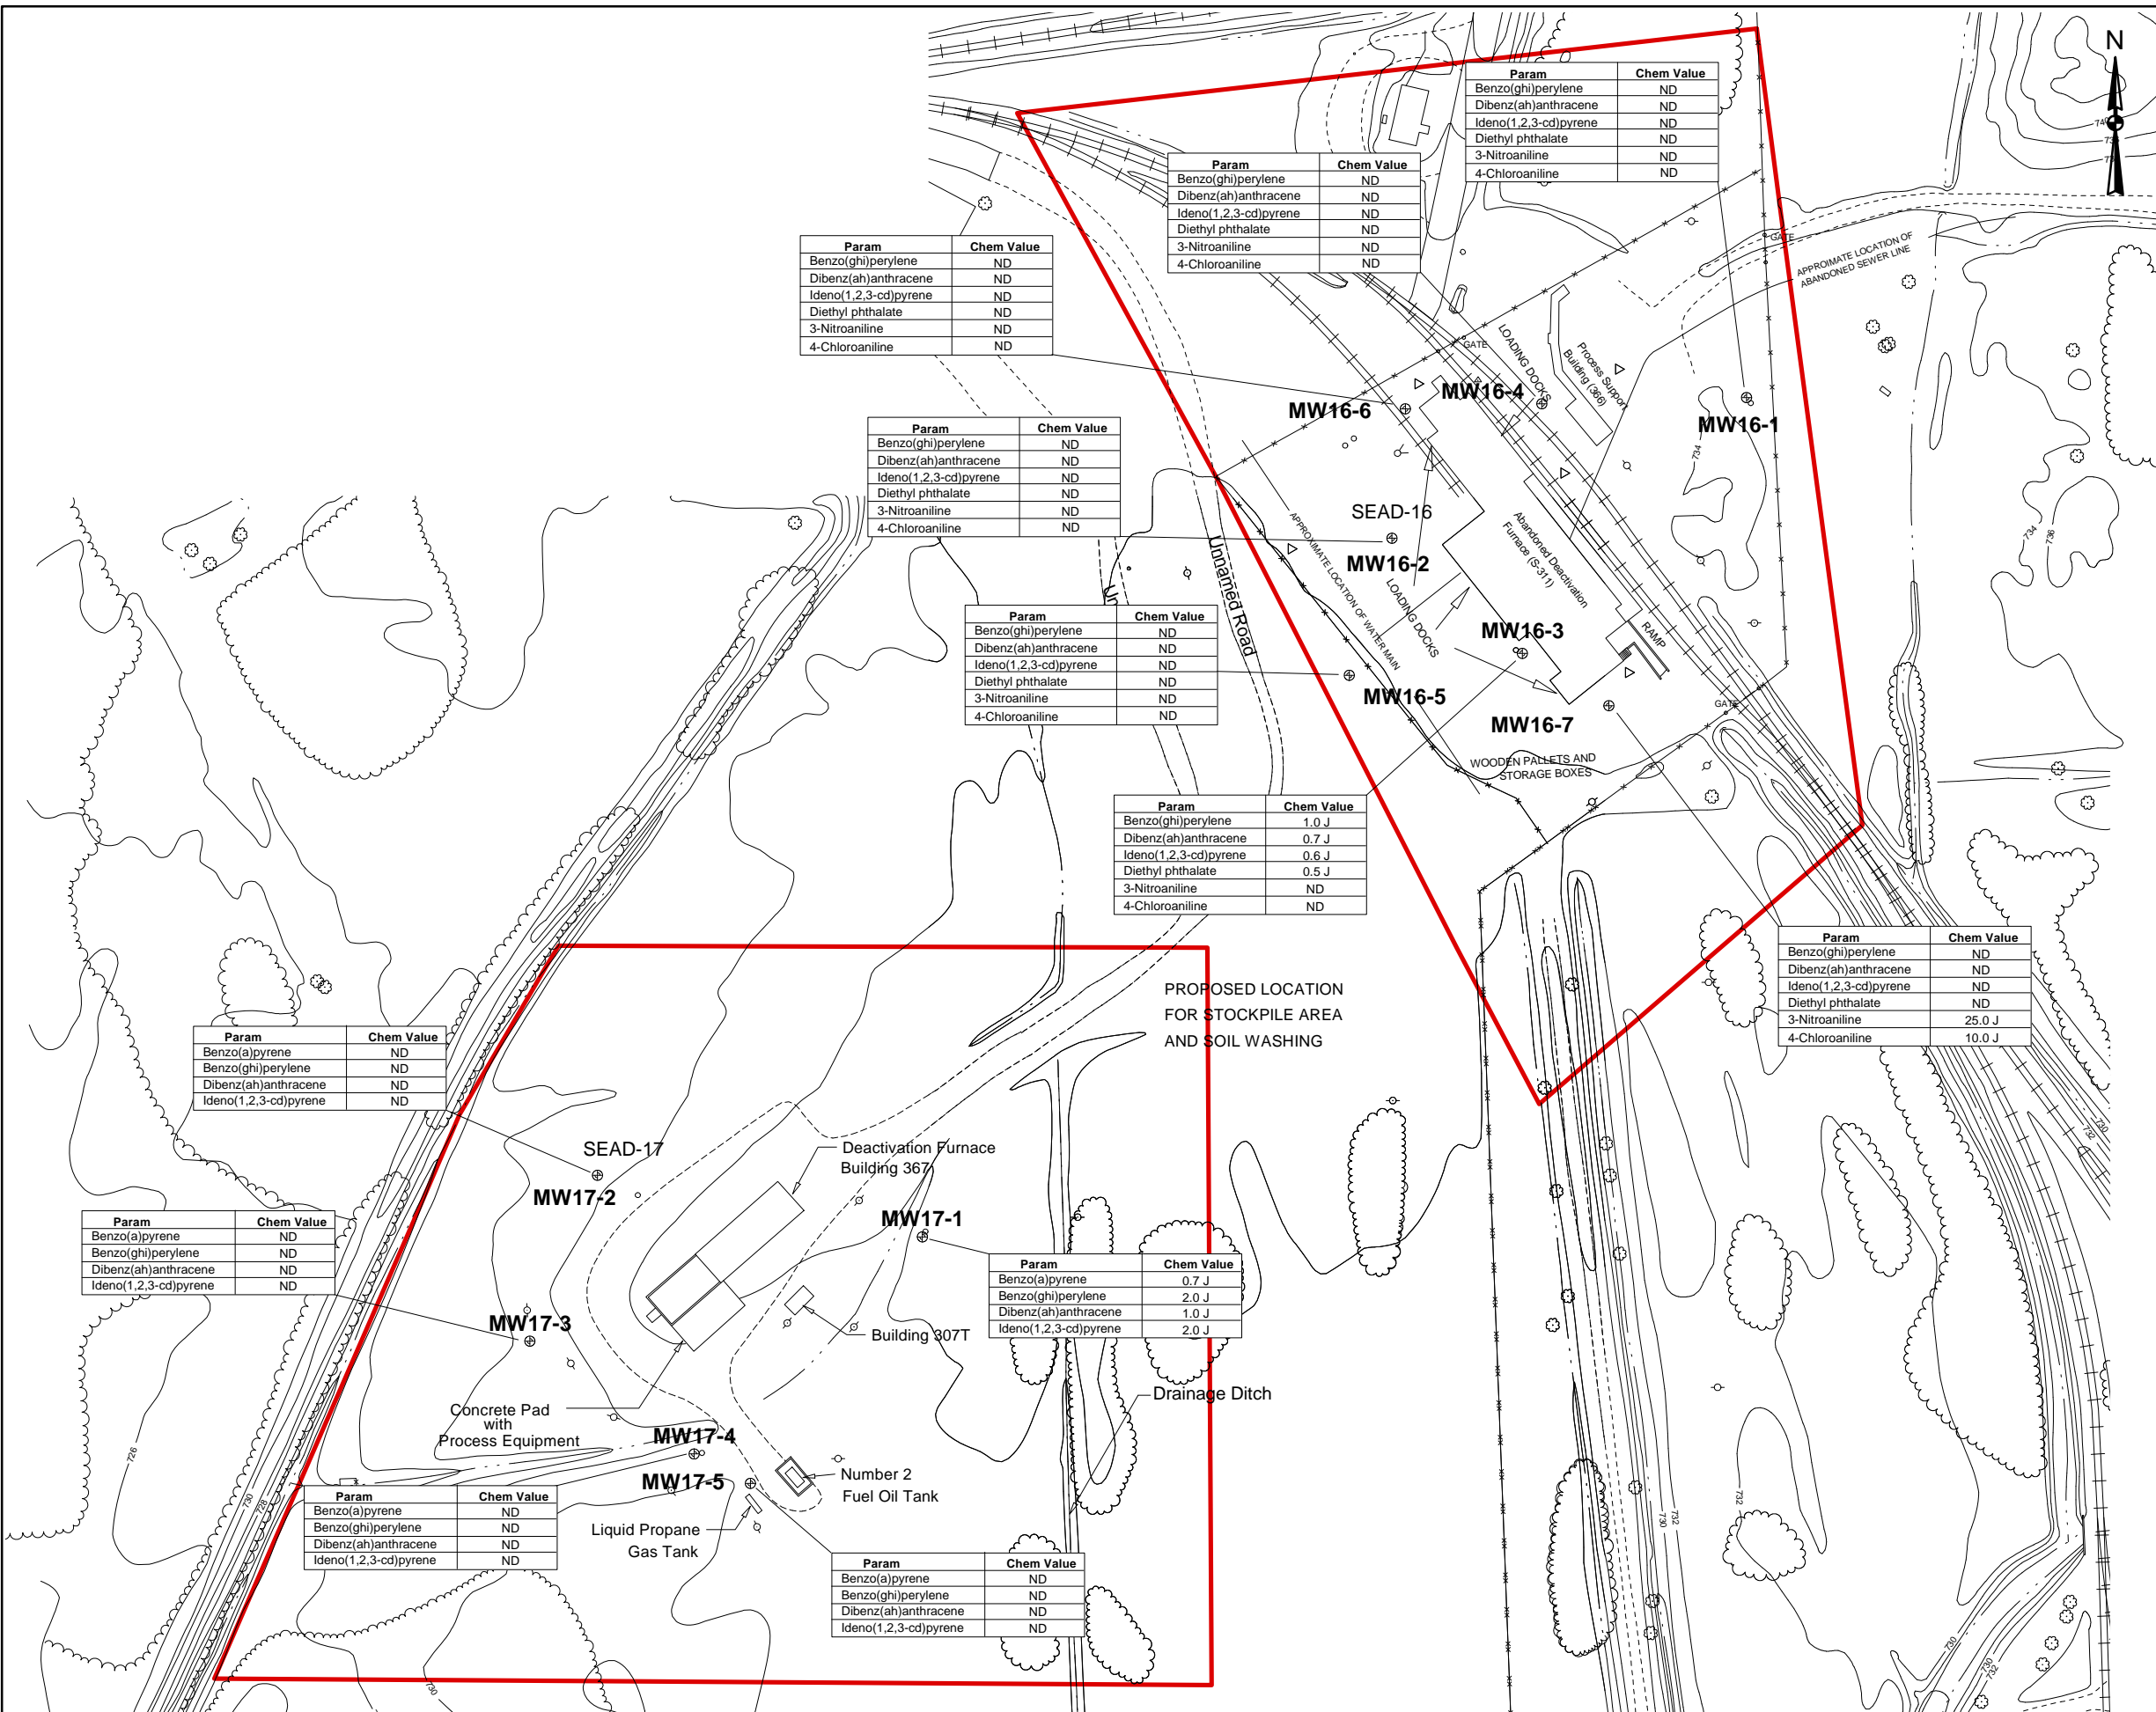 N
Param Chem Value
Benzo(ghi)perylene ND
Dibenz(ah)anthracene ND
Ideno(1,2,3-cd)pyrene ND
Diethyl phthalate ND
3-Nitroaniline ND
4-Chloroaniline ND
Param Chem Value
Benzo(ghi)perylene ND
Dibenz(ah)anthracene ND
Ideno(1,2,3-cd)pyrene ND
Diethyl phthalate ND
3-Nitroaniline ND
4-Chloroaniline ND
Param Chem Value
Benzo(ghi)perylene ND
Dibenz(ah)anthracene ND
Ideno(1,2,3-cd)pyrene ND
Diethyl phthalate ND
3-Nitroaniline ND
4-Chloroaniline ND
GATE
APPROIMATE LOCATION OF
ABANDONED SEWER LINE
GATE
LOADING DOCKS
Process Support
Building (366)
MW16-6
MW16-4
MW16-1
734
Param Chem Value
Benzo(ghi)perylene ND
Dibenz(ah)anthracene ND
Ideno(1,2,3-cd)pyrene ND
Diethyl phthalate ND
3-Nitroaniline ND
4-Chloroaniline ND
SEAD-16
MW16-2
Abandoned Deactivation
Furnace (S-311)
734
736
APPROXIMATE LOCATION OF WATER MAIN
LOADING DOCKS
Unnamed Road
Un
Param Chem Value
Benzo(ghi)perylene ND
Dibenz(ah)anthracene ND
Ideno(1,2,3-cd)pyrene ND
Diethyl phthalate ND
3-Nitroaniline ND
4-Chloroaniline ND
MW16-3
RAMP
MW16-5
MW16-7
GATE
WOODEN PALLETS AND
STORAGE BOXES
Param Chem Value
Benzo(ghi)perylene 1.0 J
Dibenz(ah)anthracene 0.7 J
Ideno(1,2,3-cd)pyrene 0.6 J
Diethyl phthalate 0.5 J
3-Nitroaniline ND
4-Chloroaniline ND
Param Chem Value
Benzo(ghi)perylene ND
Dibenz(ah)anthracene ND
Ideno(1,2,3-cd)pyrene ND
Diethyl phthalate ND
3-Nitroaniline 25.0 J
4-Chloroaniline 10.0 J
PROPOSED LOCATION
FOR STOCKPILE AREA
AND SOIL WASHING
Param Chem Value
Benzo(a)pyrene ND
Benzo(ghi)perylene ND
Dibenz(ah)anthracene ND
Ideno(1,2,3-cd)pyrene ND
730
732
SEAD-17
MW17-2
Deactivation Furnace
Building 367
MW17-1
Param Chem Value
Benzo(a)pyrene ND
Benzo(ghi)perylene ND
Dibenz(ah)anthracene ND
Ideno(1,2,3-cd)pyrene ND
Param Chem Value
Benzo(a)pyrene 0.7 J
Benzo(ghi)perylene 2.0 J
Dibenz(ah)anthracene 1.0 J
Ideno(1,2,3-cd)pyrene 2.0 J
MW17-3
Building 307T
Drainage Ditch
Concrete Pad
with
Process Equipment
726
730
728
MW17-4
MW17-5
Number 2
Fuel Oil Tank
Liquid Propane
Gas Tank
Param Chem Value
Benzo(a)pyrene ND
Benzo(ghi)perylene ND
Dibenz(ah)anthracene ND
Ideno(1,2,3-cd)pyrene ND
Param Chem Value
Benzo(a)pyrene ND
Benzo(ghi)perylene ND
Dibenz(ah)anthracene ND
Ideno(1,2,3-cd)pyrene ND
730
732
732
730
730
730
732